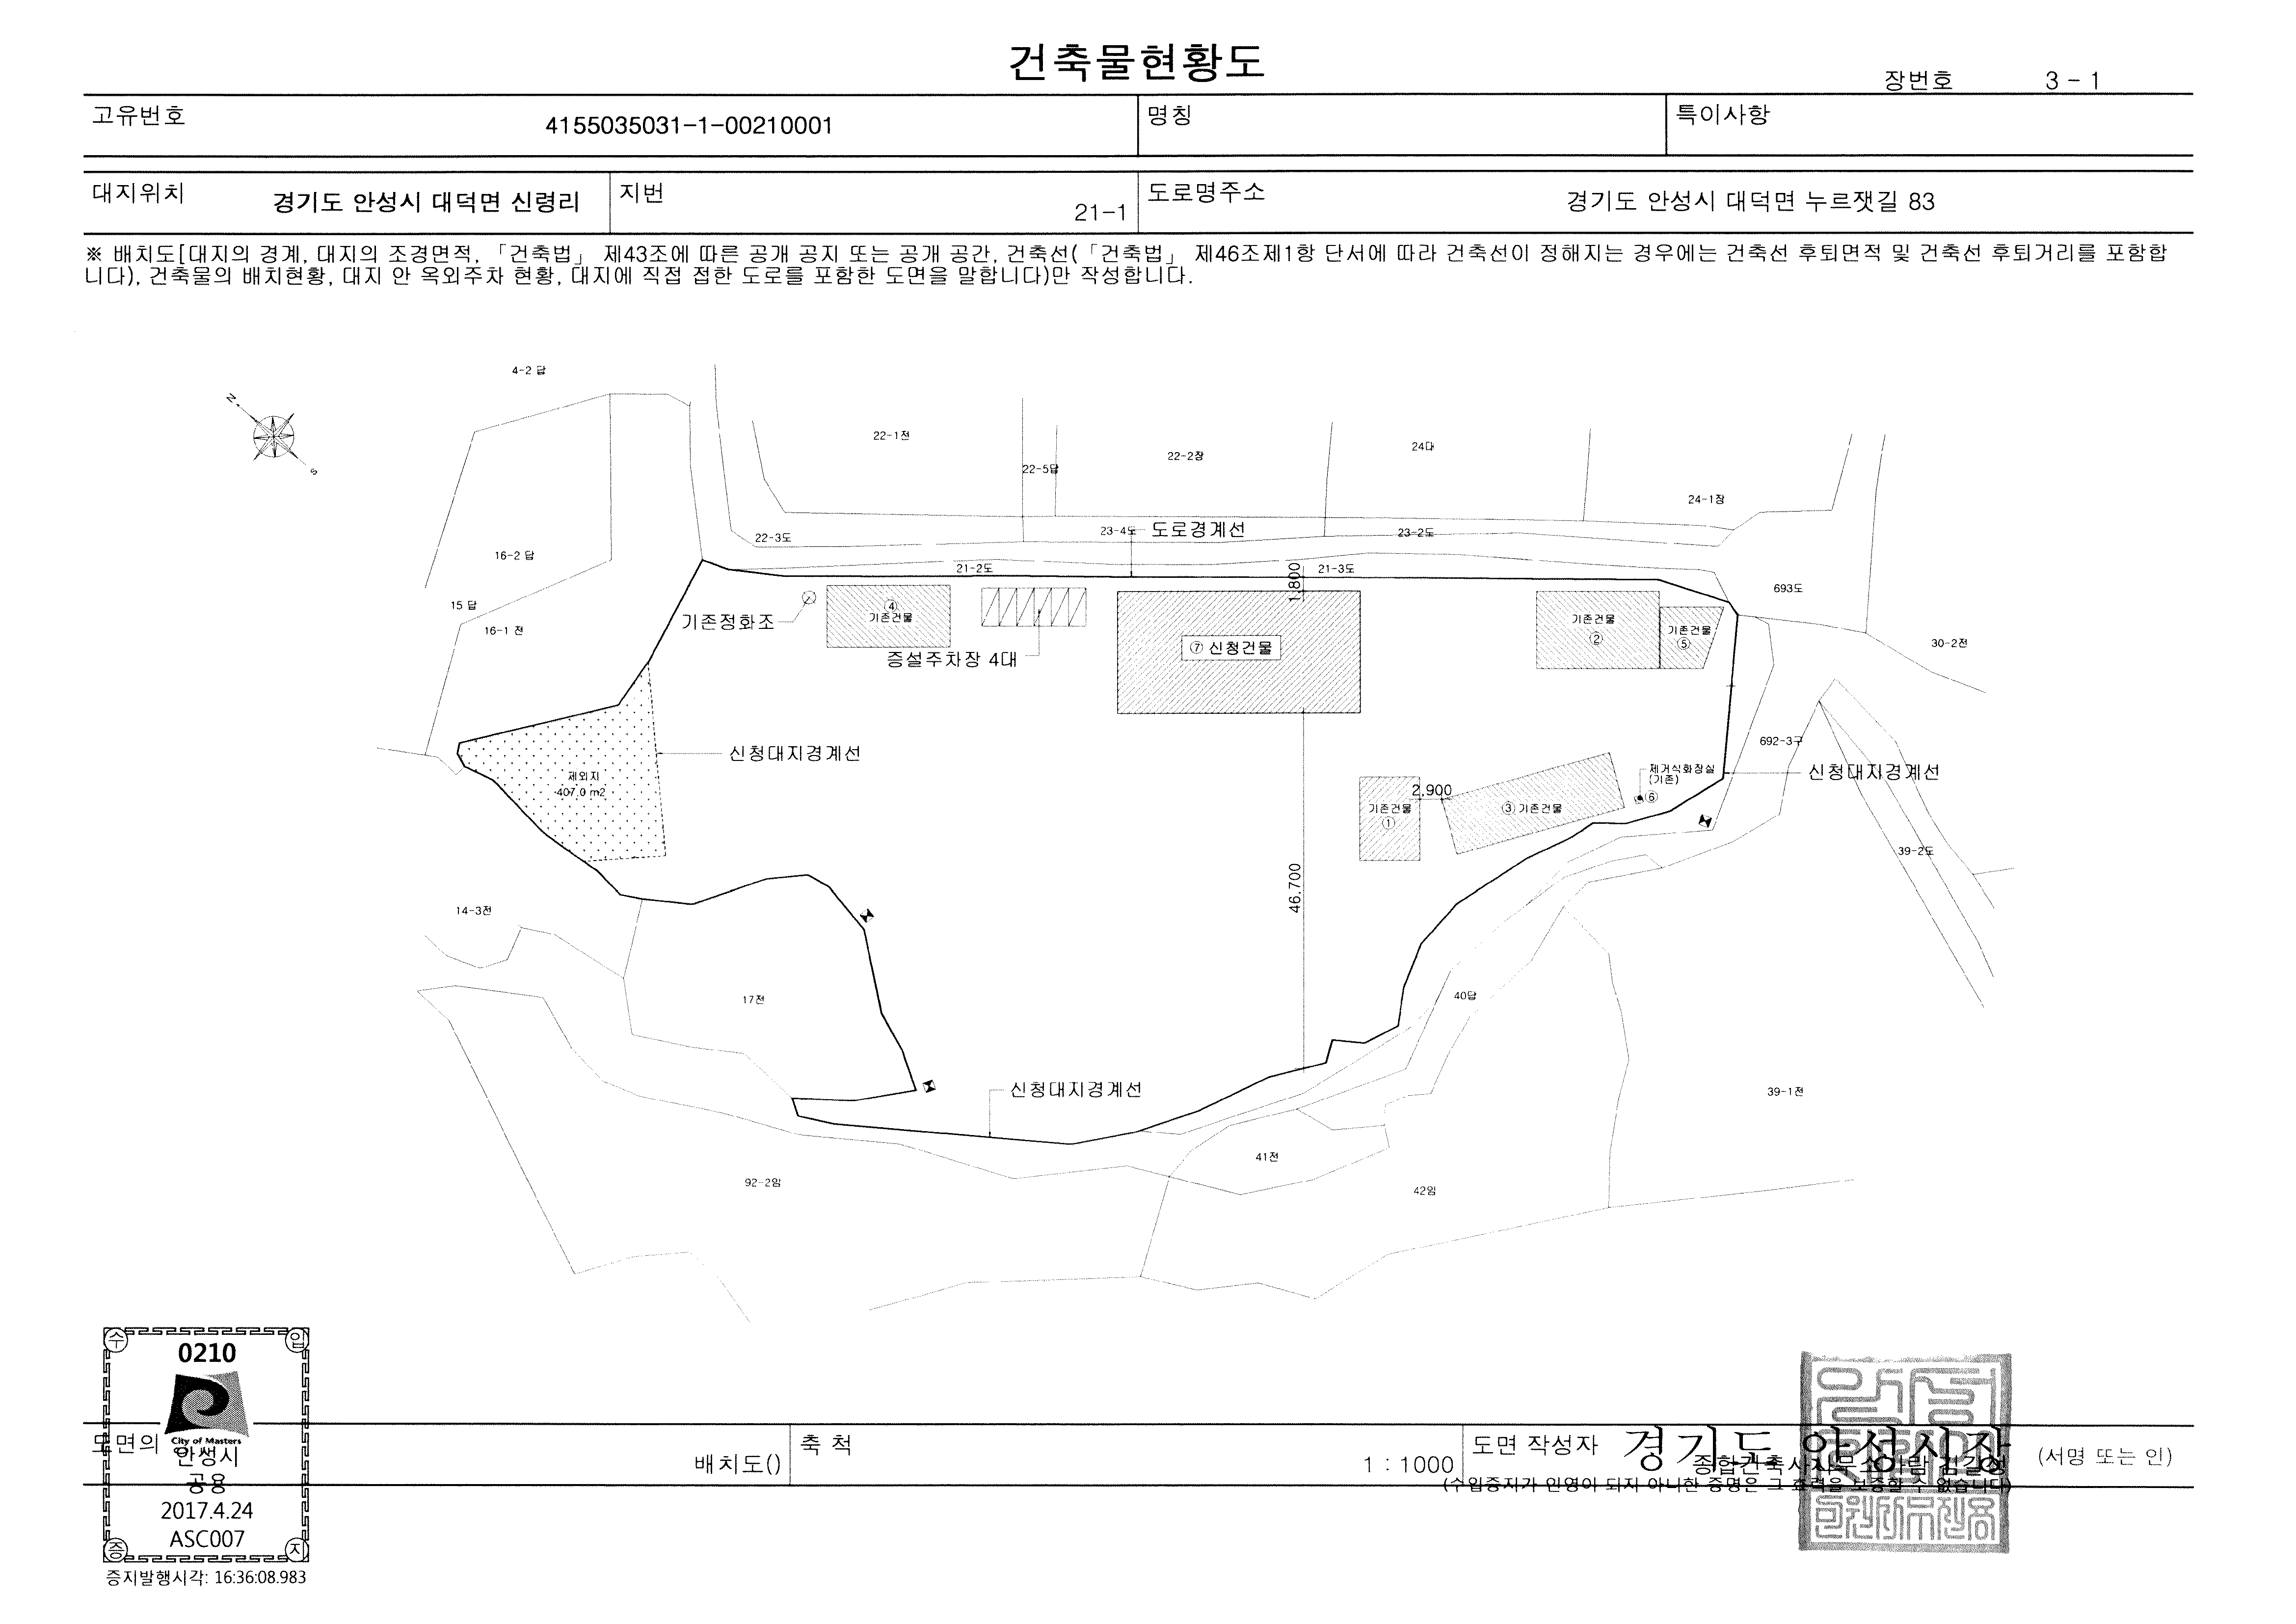 건축물현황도
장번호 3-1
고유번호 4155035031-1-00210001 명칭 특이사항
대지위치 경기도 안성시 대덕면 신령리 지번 21-1 도로명주소 경기도 안성시 대덕면 누르잿길 83
※ 배치도[대지의 경계, 대지의 조경면적, 「건축법」 제43조에 따른 공개 공지 또는 공개 공간, 건축선(「건축법」 제46조제1항 단서에 따라 건축선이 정해지는 경우에는 건축선 후퇴면적 및 건축선 후퇴거리를 포함합
니다), 건축물의 배치현황, 대지 안 옥외주차 현황, 대지에 직접 접한 도로를 포함한 도면을 말합니다)만 작성합니다.
4-2 답
N
S
22-1전
22-5답
22-2장
24대
24-1장
22-3도
23-4도
도로경계선
23-2도
16-2 답
21-2도
1,800
21-3도
693도
15 답
16-1 전
기존정화조
④
기존건물
증설주차장 4대
⑦ 신청건물
기존건물
②
기존건물
⑤
30-2전
신청대지경계선
692-3구
제외지
407.0 m2
제거식화장실
(기존)
⑥
신청대지경계선
2,900
기존건물
①
③ 기존건물
39-2도
46,700
14-3전
17전
40답
신청대지경계선
39-1전
41전
92-2임
42임
수 입
0210
City of Masters
안성시
공용
2017.4.24
ASC007
증 지
증지발행시각: 16:36:08.983
도면의
배치도()
축 척 1 : 1000
도면 작성자
경기도 안성시장
종합건축사사무소
(서명 또는 인)
(수입증지가 인영이 되지 아니한 증명은 그 효력을 보증할 수 없습니다)